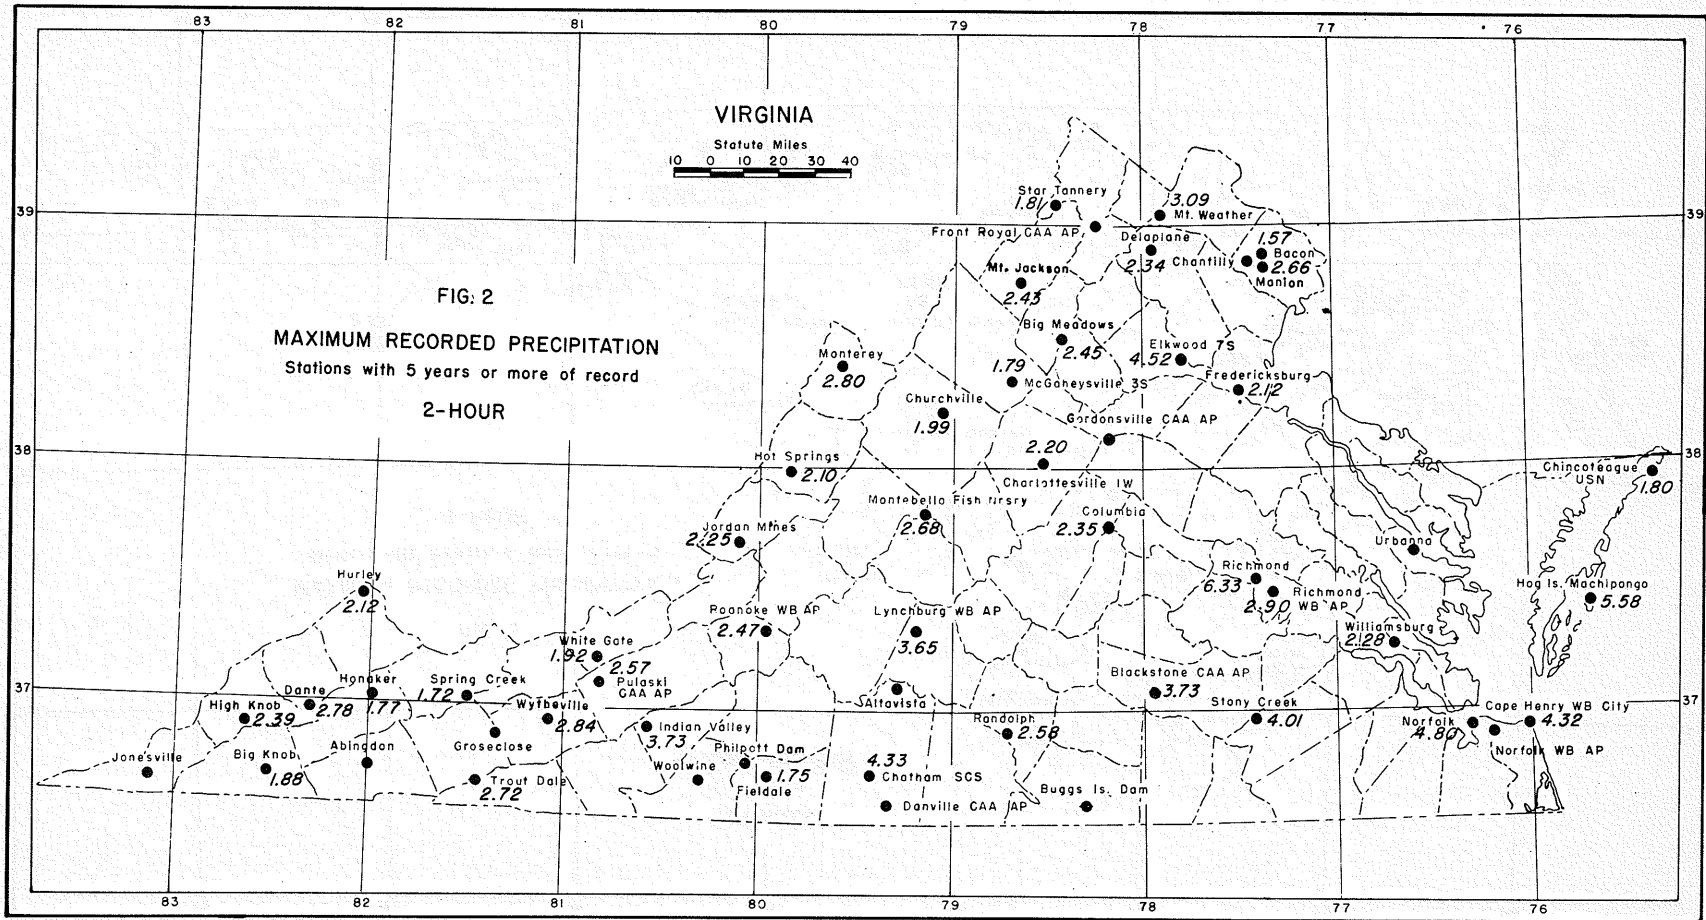 83 82 81 80 79 78 77 76
VIRGINIA
Statute Miles
10 0 10 20 30 40
39
39
Star Tannery
1.81
3.09
Mt. Weather
Front Royal CAA AP
Delaplane
2.34
Chantilly
1.57
Bacon
2.66
Manion
Mt. Jackson
2.43
FIG. 2
MAXIMUM RECORDED PRECIPITATION
Stations with 5 years or more of record
2-HOUR
Big Meadows
2.45
Elkwood 7S
4.52
Monterey
2.80
1.79
McGaheysville 3S
Fredericksburg
2.12
Churchville
1.99
Gordonsville CAA AP
38
38
Hot Springs
2.10
2.20
Charlottesville 1W
Chincoteague
USN
1.80
Montebello Fish Nrsry
2.68
Columbia
2.35
Jordan Mines
2.25
Urbanna
Hurley
2.12
Richmond
6.33
2.90
Richmond
WB AP
Hog Is. Machipongo
5.58
Roanoke WB AP
2.47
Lynchburg WB AP
3.65
Williamsburg
2.28
White Gate
1.92
2.57
Pulaski
CAA AP
37
37
Honaker
1.77
Spring Creek
1.72
Dante
2.78
High Knob
2.39
Wytheville
2.84
Altavista
Blackstone CAA AP
3.73
Stony Creek
4.01
Cape Henry WB City
4.32
Norfolk
4.80
Norfolk WB AP
Randolph
2.58
Indian Valley
3.73
Groseclose
Abingdon
Jonesville
Big Knob
1.88
Trout Dale
2.72
Woolwine
Philpott Dam
1.75
Fieldale
4.33
Chatham SCS
Danville CAA AP
Buggs Is. Dam
83 82 81 80 79 78 77 76